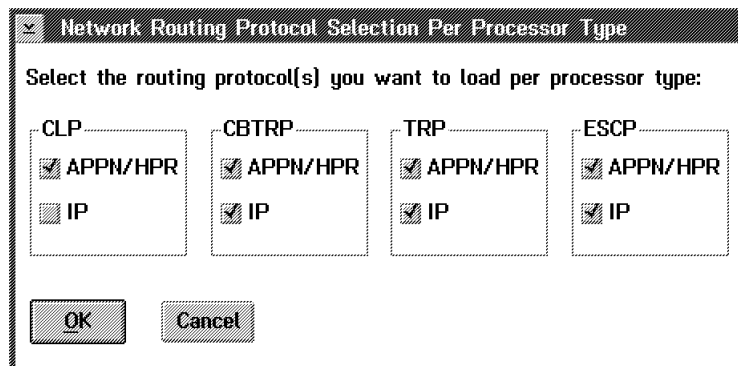 Network Routing Protocol Selection Per Processor Type
Select the routing protocol(s) you want to load per processor type:
CLP CBTRP TRP ESCP
APPN/HPR APPN/HPR APPN/HPR APPN/HPR
IP IP IP IP
OK Cancel